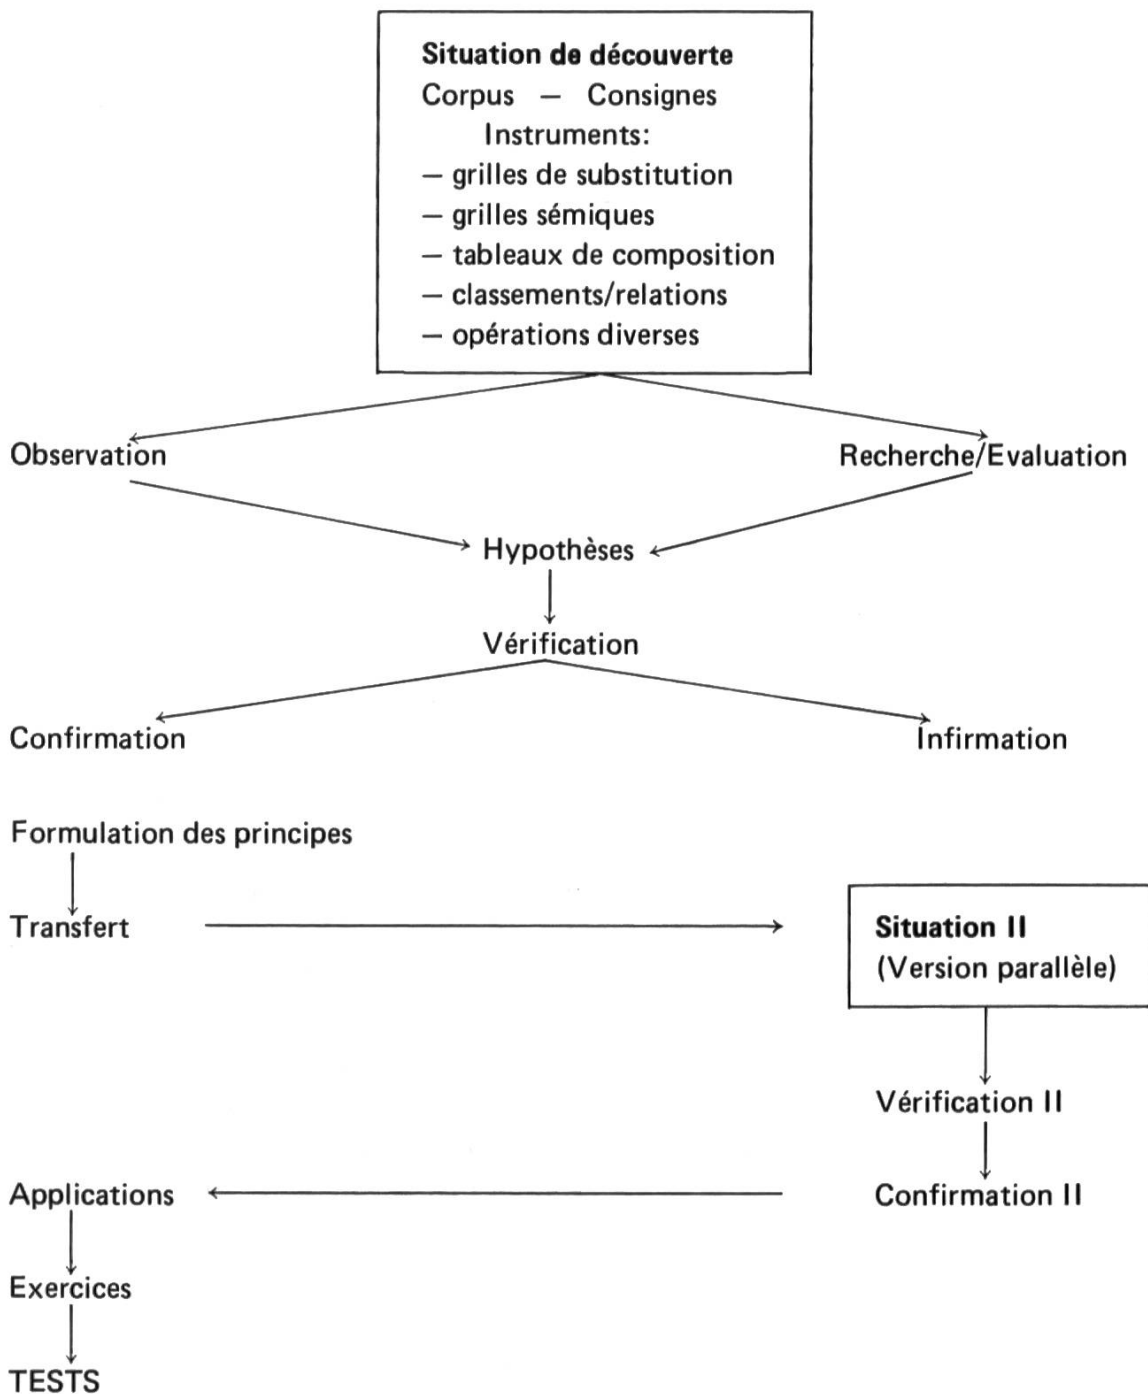 Situation de découverte
Corpus — Consignes
Instruments:
— grilles de substitution
— grilles sémiques
— tableaux de composition
— classements/relations
— opérations diverses
Observation
Recherche/Evaluation
Hypothèses
Vérification
Confirmation
Infirmation
Formulation des principes
Transfert
Situation II
(Version parallèle)
Vérification II
Applications
Confirmation II
Exercices
TESTS